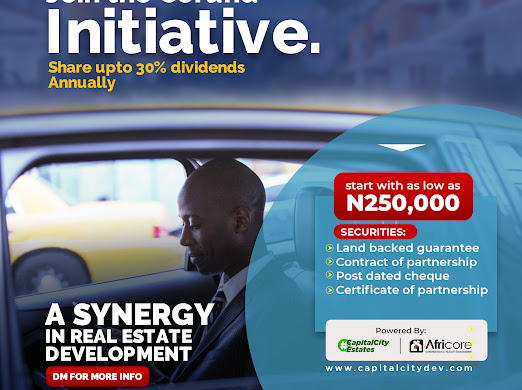 Initiative.
Share upto 30% dividends
Annually
start with as low as
N250,000
SECURITIES:
Land backed guarantee
Contract of partnership
Post dated cheque
Certificate of partnership
A SYNERGY
IN REAL ESTATE
DEVELOPMENT
DM FOR MORE INFO
Powered By:
CapitalCity
Estates
Africore
www.capitalcitydev.com